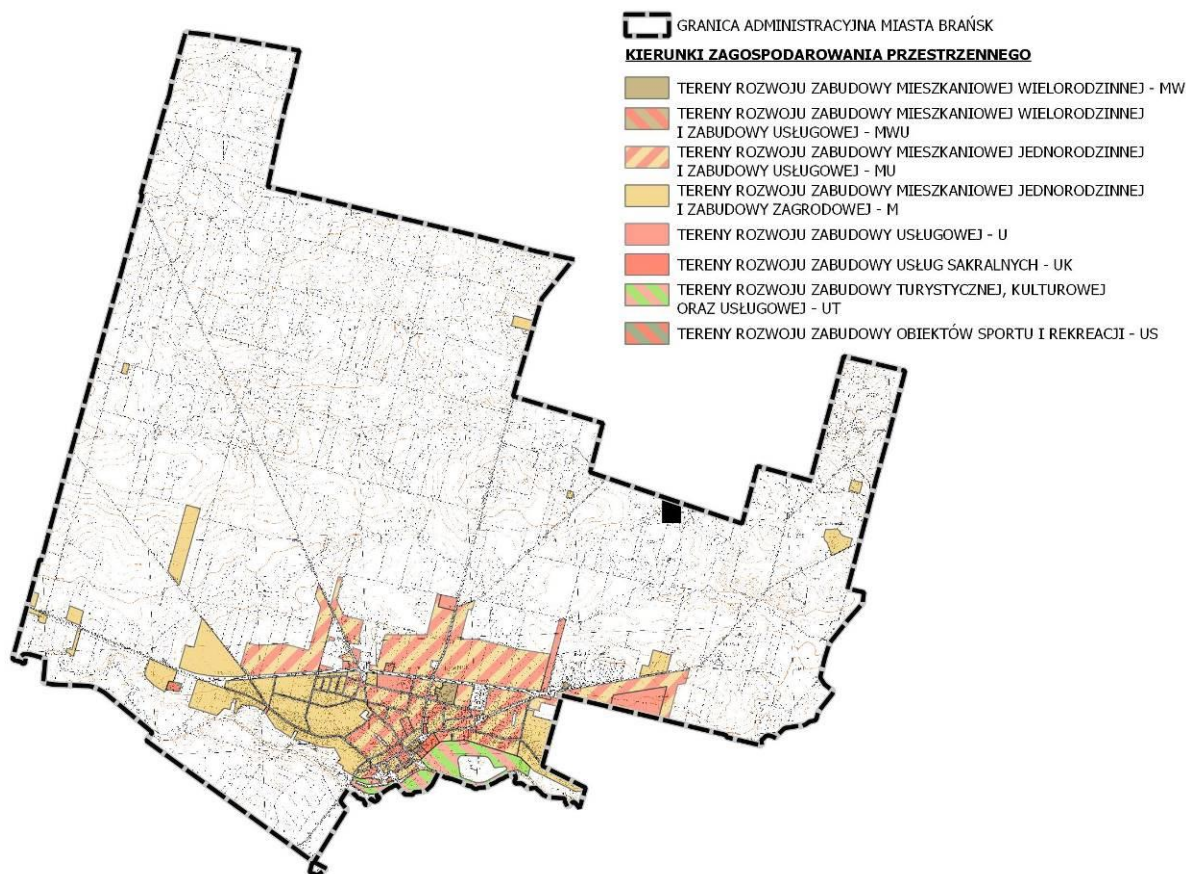 GRANICA ADMINISTRACYJNA MIASTA BRAŃSK
KIERUNKI ZAGOSPODAROWANIA PRZESTRZENNEGO
TERENY ROZWOJU ZABUDOWY MIESZKANIOWEJ WIELORODZINNEJ - MW
TERENY ROZWOJU ZABUDOWY MIESZKANIOWEJ WIELORODZINNEJ
I ZABUDOWY USŁUGOWEJ - MWU
TERENY ROZWOJU ZABUDOWY MIESZKANIOWEJ JEDNORODZINNEJ
I ZABUDOWY USŁUGOWEJ - MU
TERENY ROZWOJU ZABUDOWY MIESZKANIOWEJ JEDNORODZINNEJ
I ZABUDOWY ZAGRODOWEJ - M
TERENY ROZWOJU ZABUDOWY USŁUGOWEJ - U
TERENY ROZWOJU ZABUDOWY USŁUG SAKRALNYCH - UK
TERENY ROZWOJU ZABUDOWY TURYSTYCZNEJ, KULTUROWEJ
ORAZ USŁUGOWEJ - UT
TERENY ROZWOJU ZABUDOWY OBIEKTÓW SPORTU I REKREACJI - US